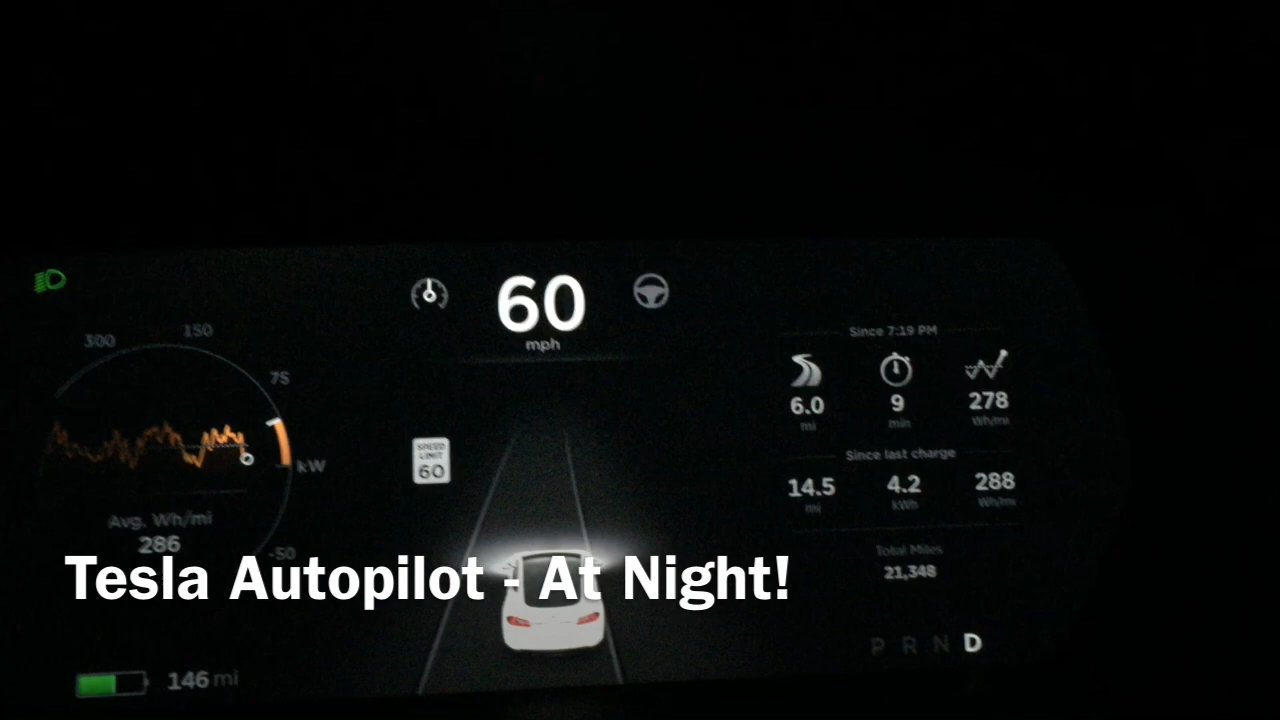 60
mph
300
150
75
kW
-50
Avg. Wh/mi
286
146 mi
SPEED
LIMIT
60
Since 7:19 PM
6.0 9 278
mi min Wh/mi
Since last charge
14.5 4.2 288
mi kWh Wh/mi
Total Miles
21,348
P R N D
Tesla Autopilot - At Night!